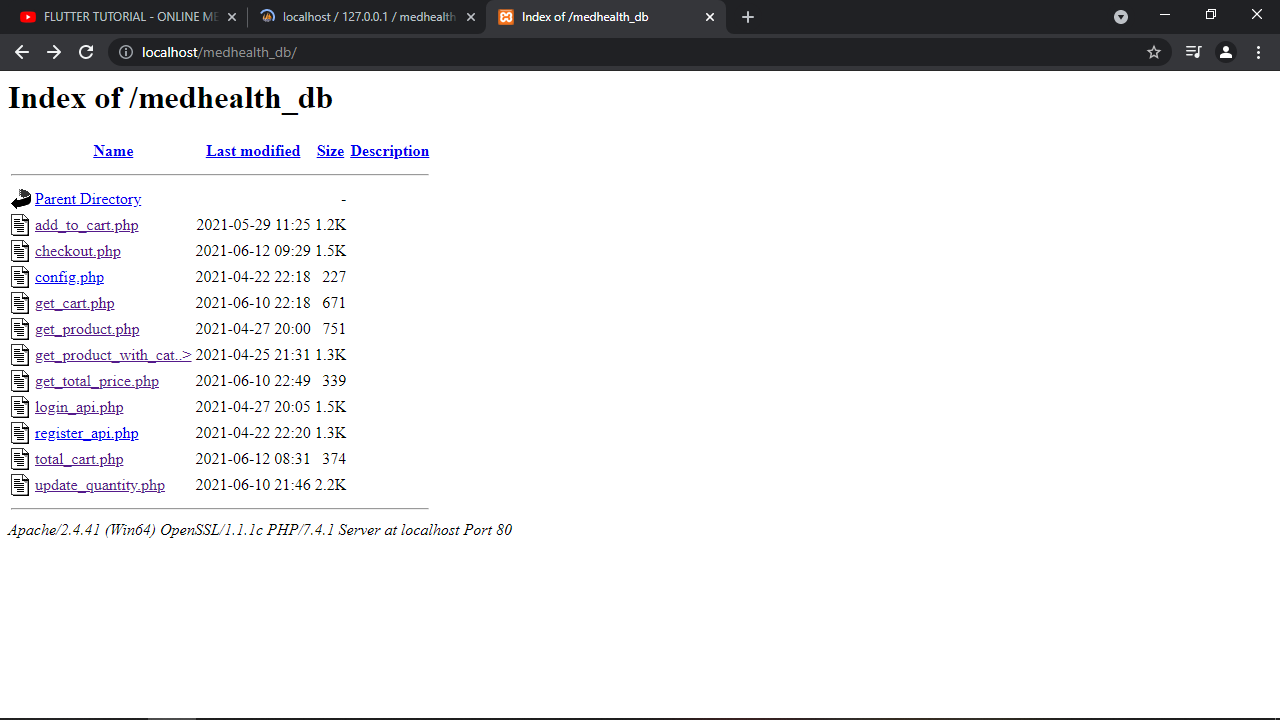 FLUTTER TUTORIAL - ONLINE ME
localhost / 127.0.0.1 / medhealth
Index of /medhealth_db
localhost/medhealth_db/
Index of /medhealth_db
Name Last modified Size Description
Parent Directory -
add_to_cart.php 2021-05-29 11:25 1.2K
checkout.php 2021-06-12 09:29 1.5K
config.php 2021-04-22 22:18 227
get_cart.php 2021-06-10 22:18 671
get_product.php 2021-04-27 20:00 751
get_product_with_cat..> 2021-04-25 21:31 1.3K
get_total_price.php 2021-06-10 22:49 339
login_api.php 2021-04-27 20:05 1.5K
register_api.php 2021-04-22 22:20 1.3K
total_cart.php 2021-06-12 08:31 374
update_quantity.php 2021-06-10 21:46 2.2K
Apache/2.4.41 (Win64) OpenSSL/1.1.1c PHP/7.4.1 Server at localhost Port 80